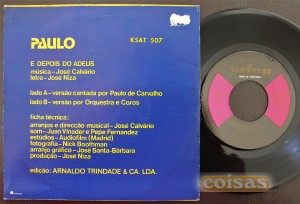 PAULO
KSAT 507
E DEPOIS DO ADEUS
música - José Calvário
letra - José Niza
lado A - versão cantada por Paulo de Carvalho
lado B - versão por Orquestra e Coros
ficha técnica:
arranjos e direcção musical - José Calvário
som - Juan Vinader e Pepe Fernandez
estúdios - Audiofilm (Madrid)
fotografia - Nick Boothman
arranjo gráfico - José Santa-Bárbara
produção - José Niza
edição: ARNALDO TRINDADE & CA. LDA.
coisas